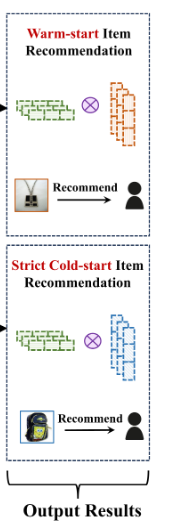 Warm-start Item
Recommendation
Recommend
Strict Cold-start Item
Recommendation
Recommend
Output Results